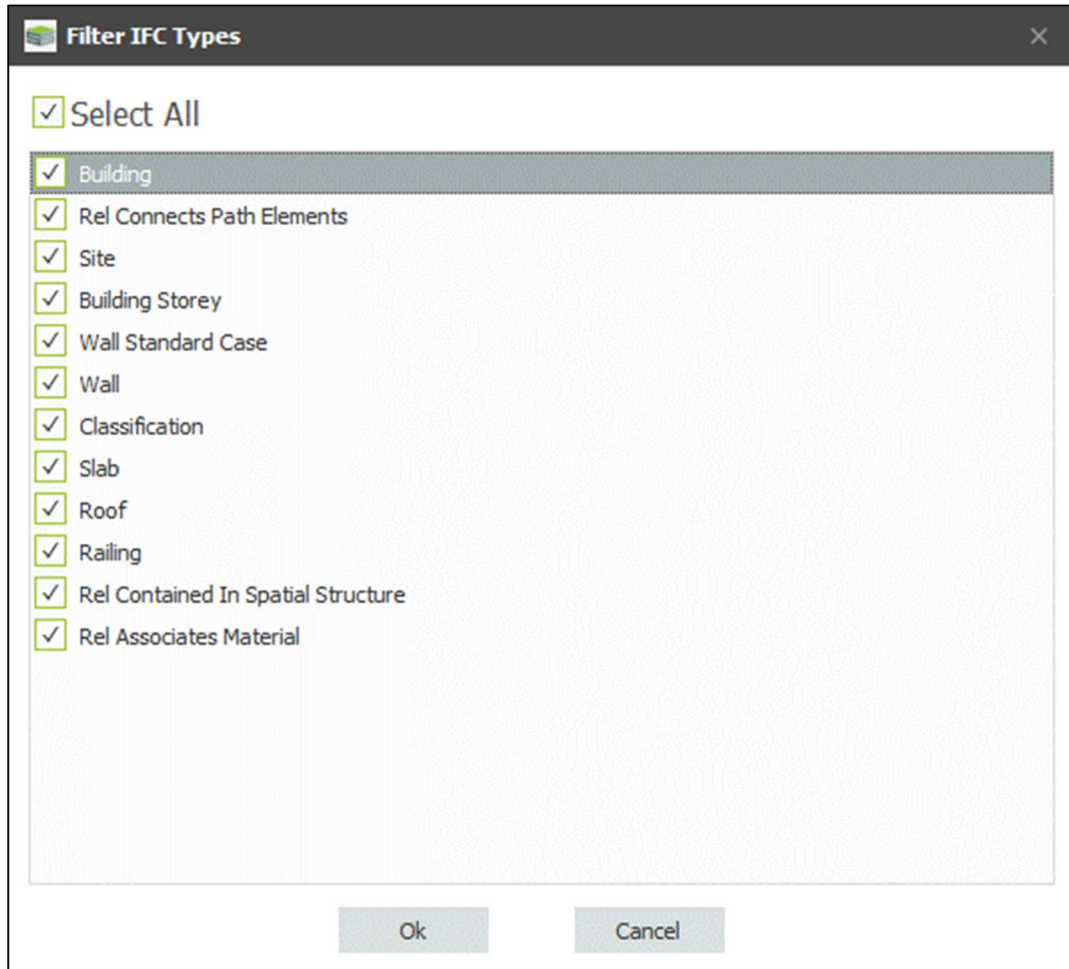 Filter IFC Types
Select All
Building
Rel Connects Path Elements
Site
Building Storey
Wall Standard Case
Wall
Classification
Slab
Roof
Railing
Rel Contained In Spatial Structure
Rel Associates Material
Ok Cancel